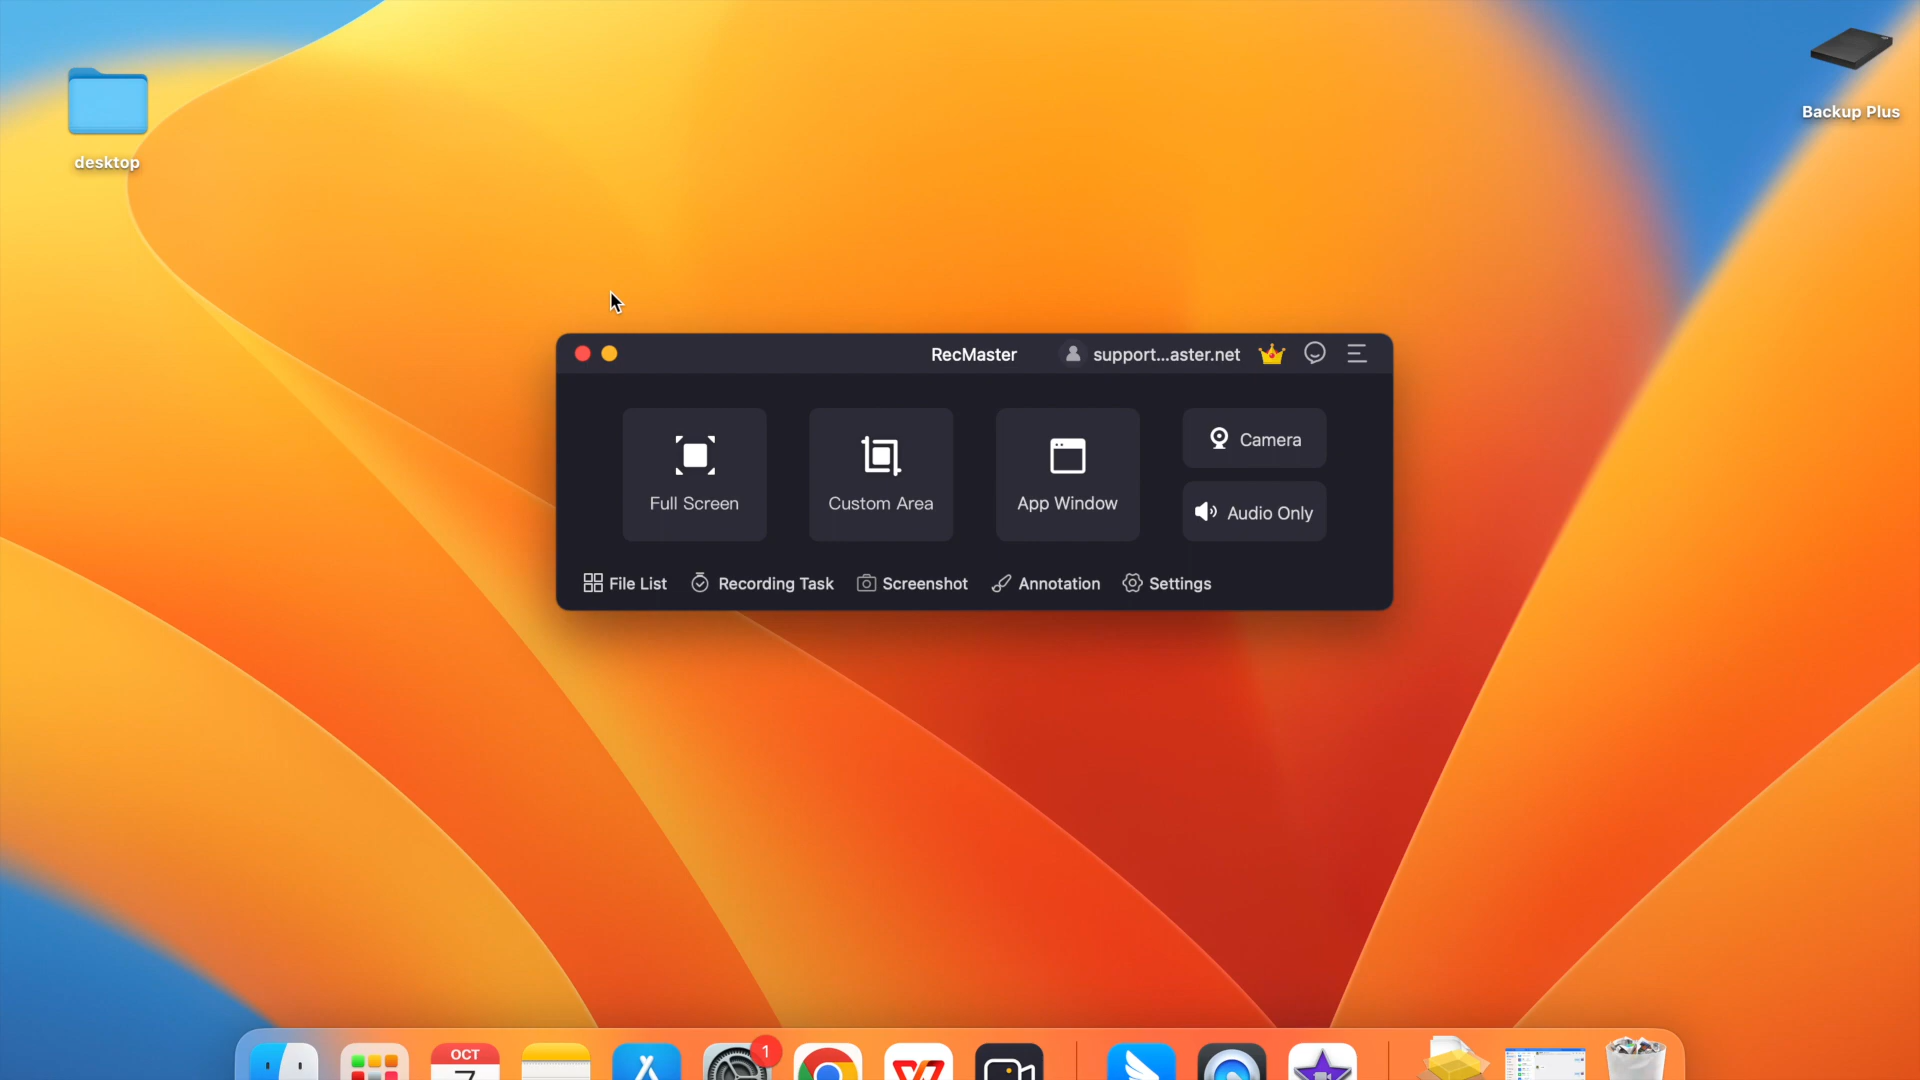 desktop
Backup Plus
RecMaster
support...aster.net
Full Screen
Custom Area
App Window
Camera
Audio Only
File List
Recording Task
Screenshot
Annotation
Settings
1
OCT